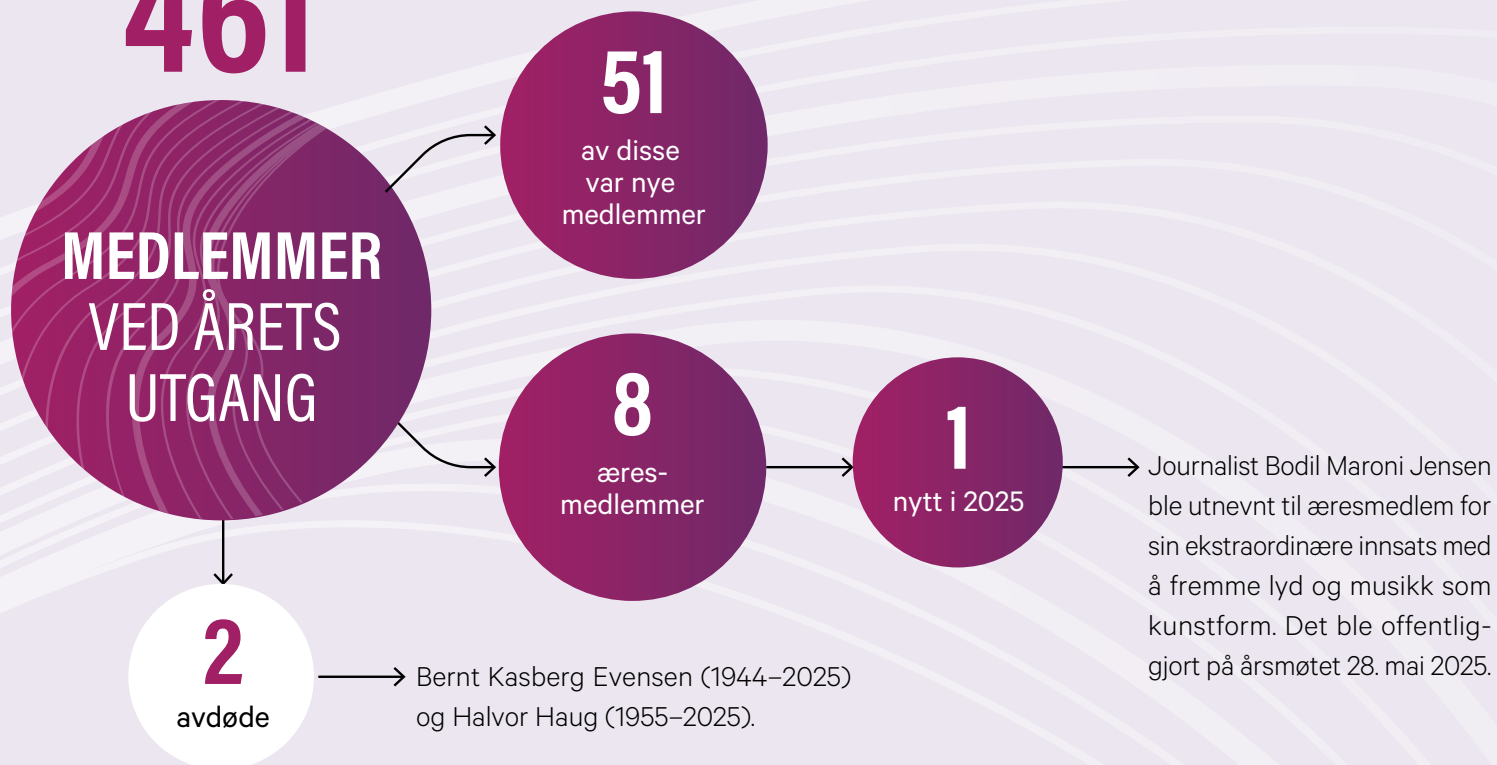 461
MEDLEMMER
VED ÅRETS
UTGANG
51
av disse
var nye
medlemmer
8
æres-
medlemmer
1
nytt i 2025
Journalist Bodil Maroni Jensen
ble utnevnt til æresmedlem for
sin ekstraordinære innsats med
å fremme lyd og musikk som
kunstform. Det ble offentlig-
gjort på årsmøtet 28. mai 2025.
2
avdøde
Bernt Kasberg Evensen (1944–2025)
og Halvor Haug (1955–2025).